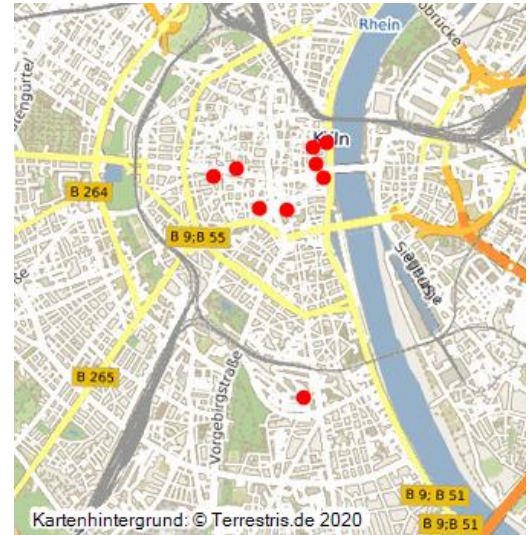 Rhein
Köln
B 264
B 9;B 55
B 265
Vorgebirgstraße
B 9; B 51
B 9;B 51
Kartenhintergrund: © Terrestris.de 2020